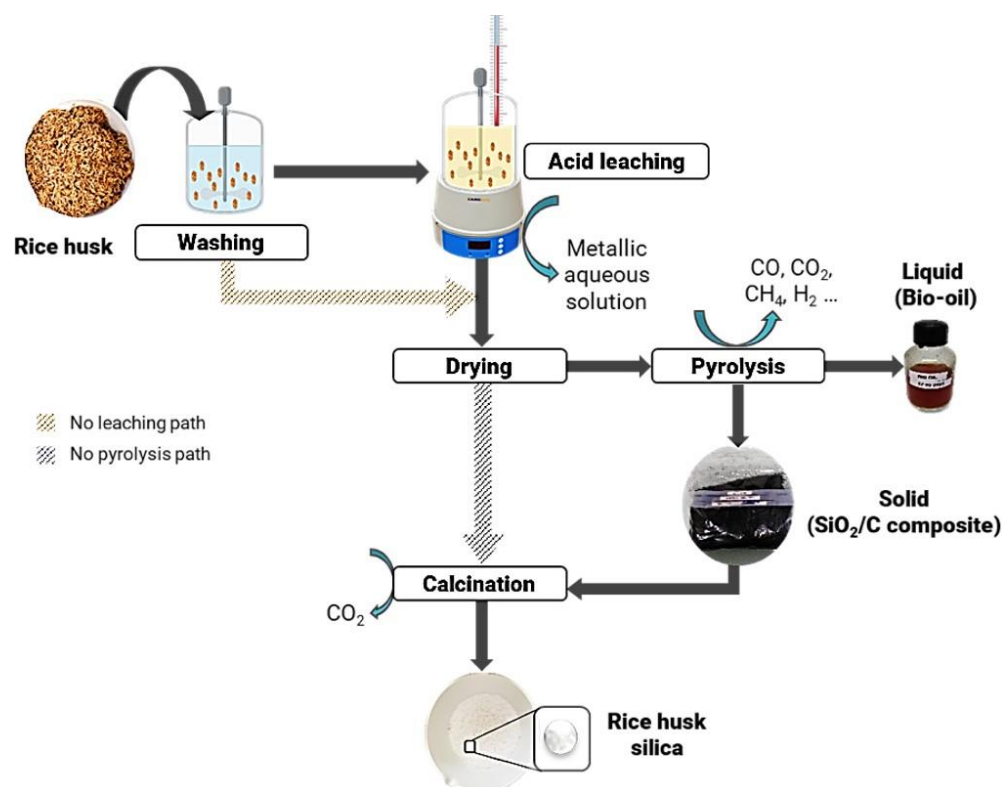 Rice husk
Washing
Acid leaching
Metallic
aqueous
solution
CO, CO₂,
CH₄, H₂ ...
Liquid
(Bio-oil)
Drying
Pyrolysis
No leaching path
No pyrolysis path
Solid
(SiO₂/C composite)
Calcination
CO₂
Rice husk
silica